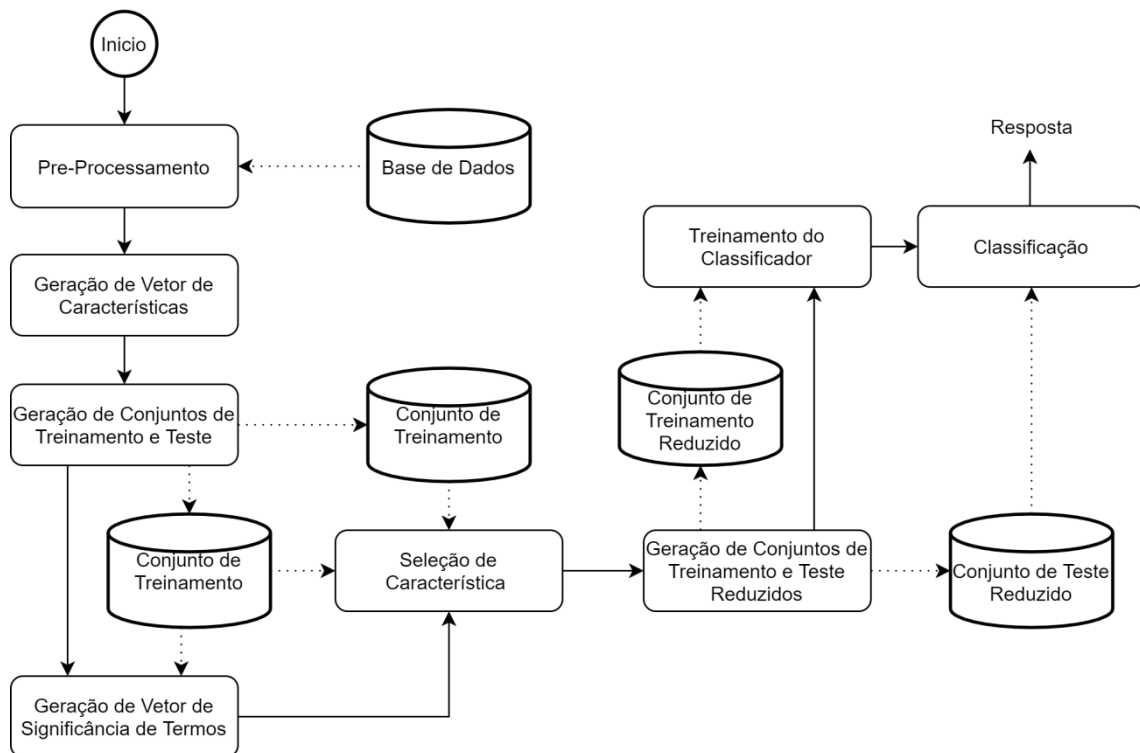 Inicio
Pre-Processamento
Base de Dados
Geração de Vetor de
Características
Geração de Conjuntos de
Treinamento e Teste
Conjunto de
Treinamento
Conjunto de
Treinamento
Geração de Vetor de
Significância de Termos
Seleção de
Característica
Geração de Conjuntos de
Treinamento e Teste
Reduzidos
Conjunto de
Treinamento
Reduzido
Treinamento do
Classificador
Conjunto de Teste
Reduzido
Classificação
Resposta